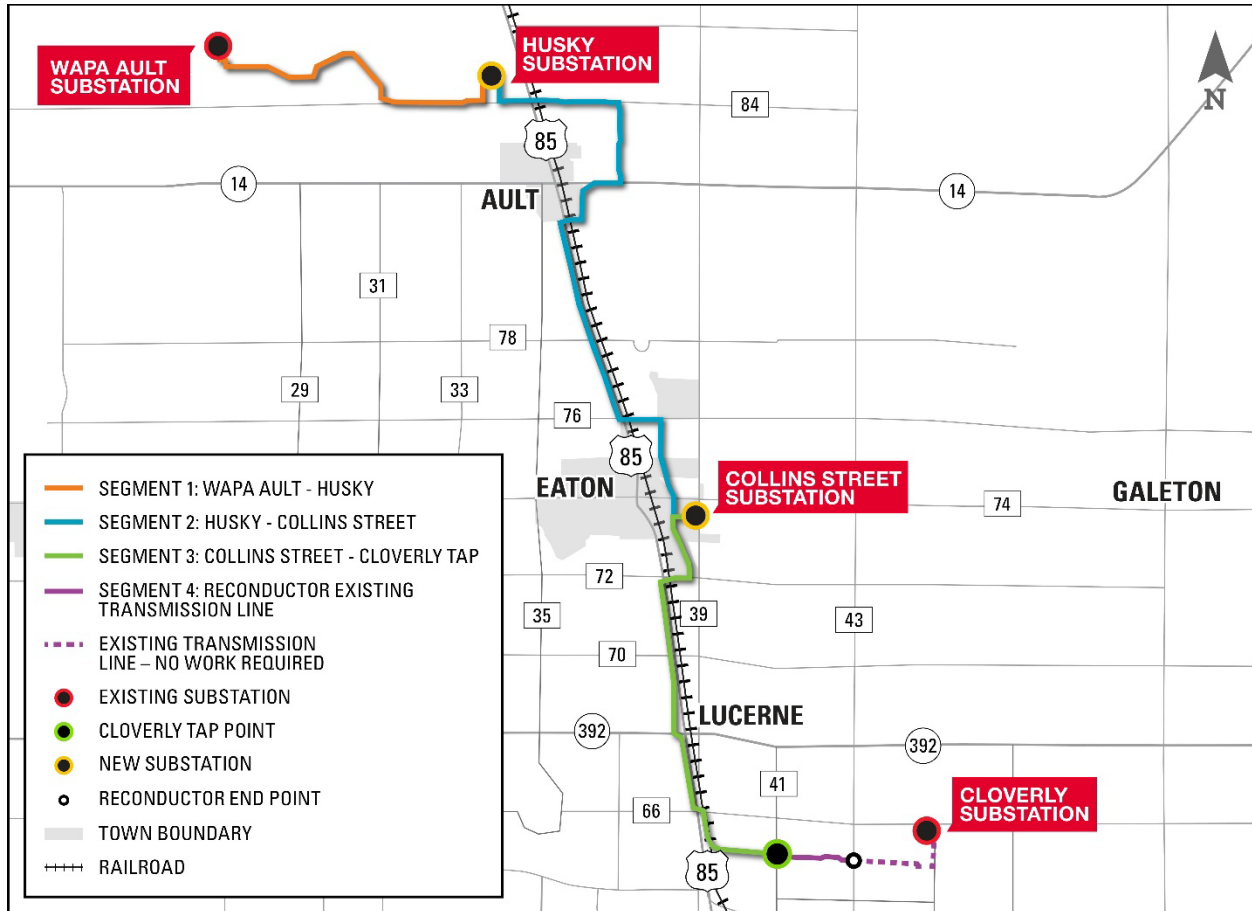 WAPA AULT
SUBSTATION
HUSKY
SUBSTATION
N
84
85
14
14
AULT
31
78
29
33
76
85
EATON
COLLINS STREET
SUBSTATION
GALETON
74
72
35
39
43
70
LUCERNE
392
392
41
66
CLOVERLY
SUBSTATION
85
SEGMENT 1: WAPA AULT - HUSKY
SEGMENT 2: HUSKY - COLLINS STREET
SEGMENT 3: COLLINS STREET - CLOVERLY TAP
SEGMENT 4: RECONDUCTOR EXISTING
TRANSMISSION LINE
EXISTING TRANSMISSION
LINE – NO WORK REQUIRED
EXISTING SUBSTATION
CLOVERLY TAP POINT
NEW SUBSTATION
RECONDUCTOR END POINT
TOWN BOUNDARY
RAILROAD